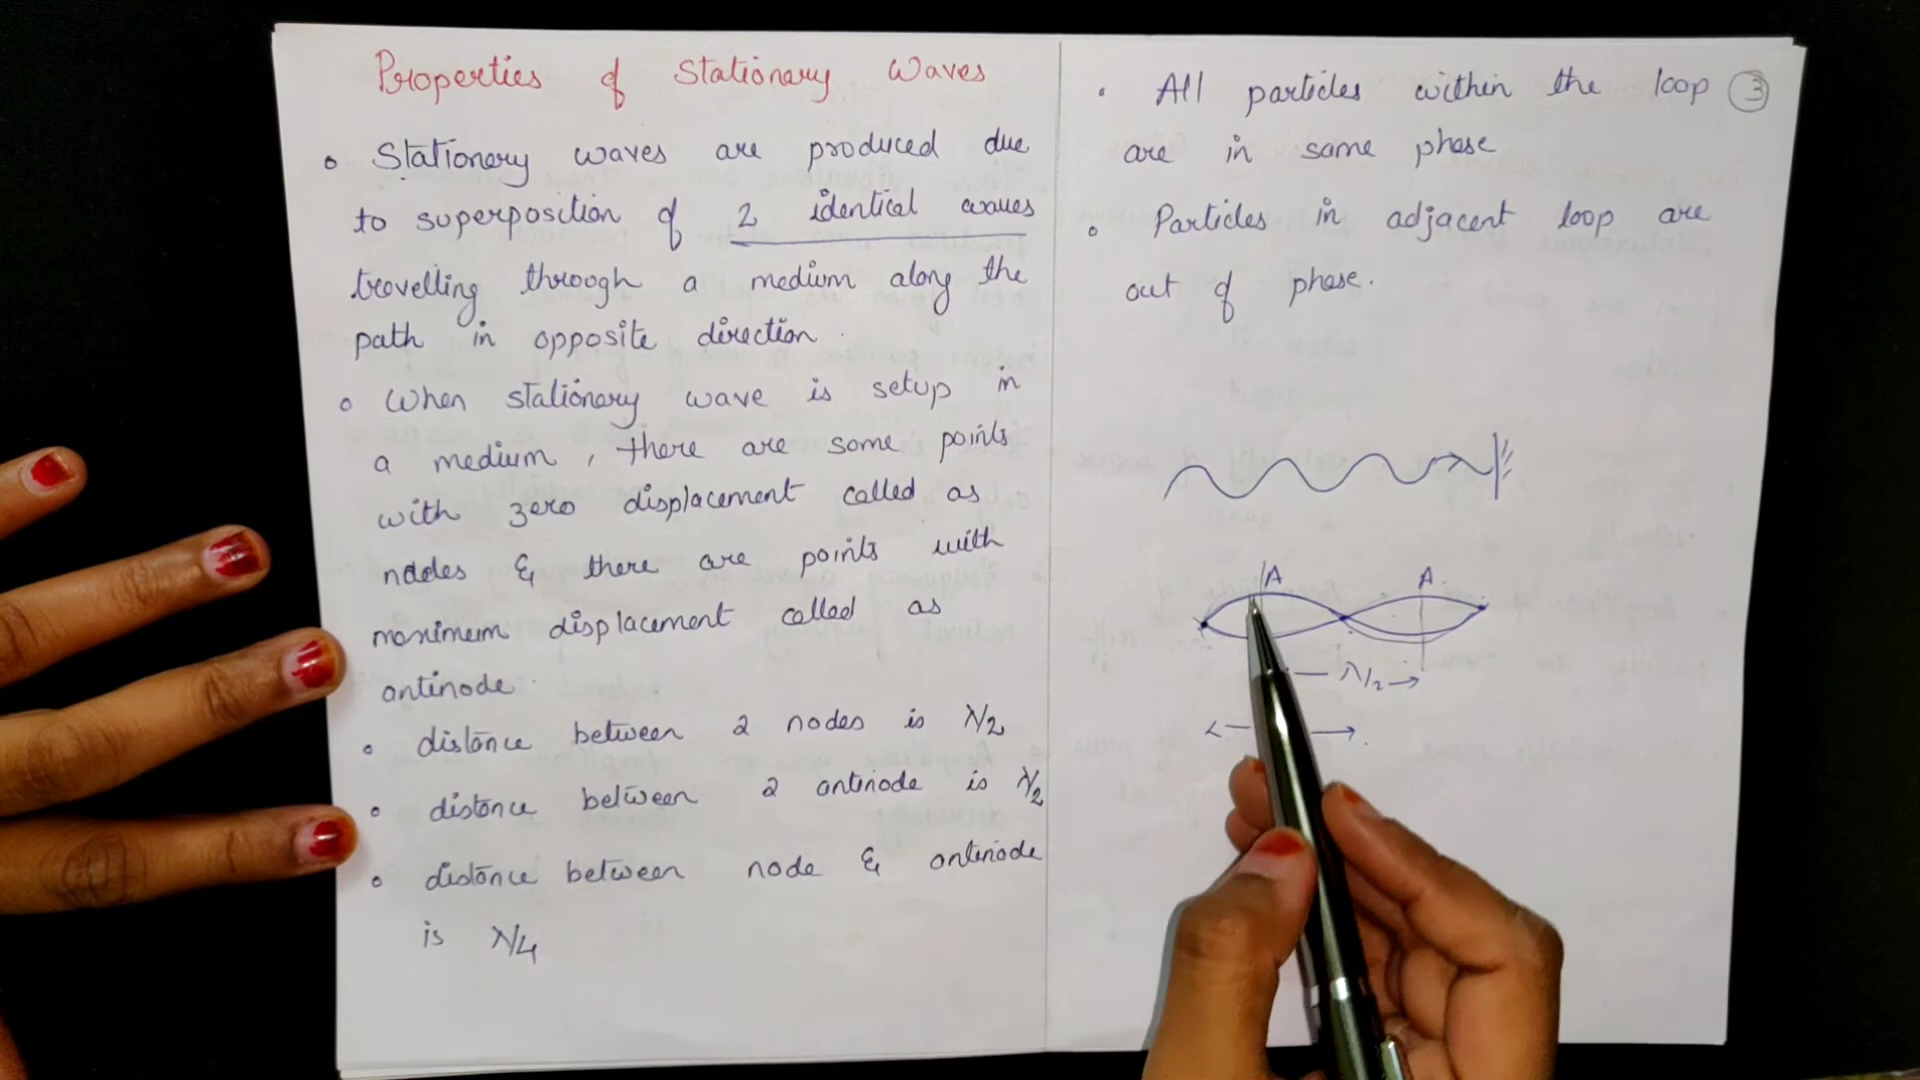 Properties of Stationary Waves
Stationary waves are produced due
to superposition of 2 identical waves
travelling through a medium along the
path in opposite direction
When stationary wave is setup in
a medium, there are some points
with zero displacement called as
nodes & there are points with
maximum displacement called as
antinode
distance between 2 nodes is λ/2
distance between 2 antinode is λ/2
distance between node & antinode
is λ/4
All particles within the loop 3
are in same phase
Particles in adjacent loop are
out of phase.
A A
λ/2